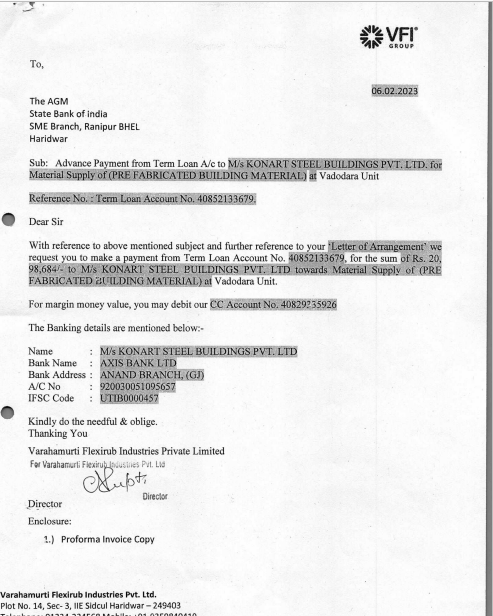 VFI
GROUP
To,
06.02.2023
The AGM
State Bank of india
SME Branch, Ranipur BHEL
Haridwar
Sub: Advance Payment from Term Loan A/c to M/s KONART STEEL BUILDINGS PVT. LTD. for
Material Supply of (PRE FABRICATED BUILDING MATERIAL) at Vadodara Unit
Reference No. : Term Loan Account No. 40852133679.
Dear Sir
With reference to above mentioned subject and further reference to your 'Letter of Arrangement' we
request you to make a payment from Term Loan Account No. 40852133679, for the sum of Rs. 20,
98,684/- to M/s KONART STEEL BUILDINGS PVT. LTD towards Material Supply of (PRE
FABRICATED BUILDING MATERIAL) at Vadodara Unit.
For margin money value, you may debit our CC Account No. 40829235926
The Banking details are mentioned below:-
Name : M/s KONART STEEL BUILDINGS PVT. LTD
Bank Name : AXIS BANK LTD
Bank Address : ANAND BRANCH, (GJ)
A/C No : 920030051095657
IFSC Code : UTIB0000457
Kindly do the needful & oblige.
Thanking You
Varahamurti Flexirub Industries Private Limited
For Varahamurti Flexirub Industries Pvt. Ltd
Director
Director
Enclosure:
1.) Proforma Invoice Copy
Varahamurti Flexirub Industries Pvt. Ltd.
Plot No. 14, Sec- 3, IIE Sidcul Haridwar – 249403